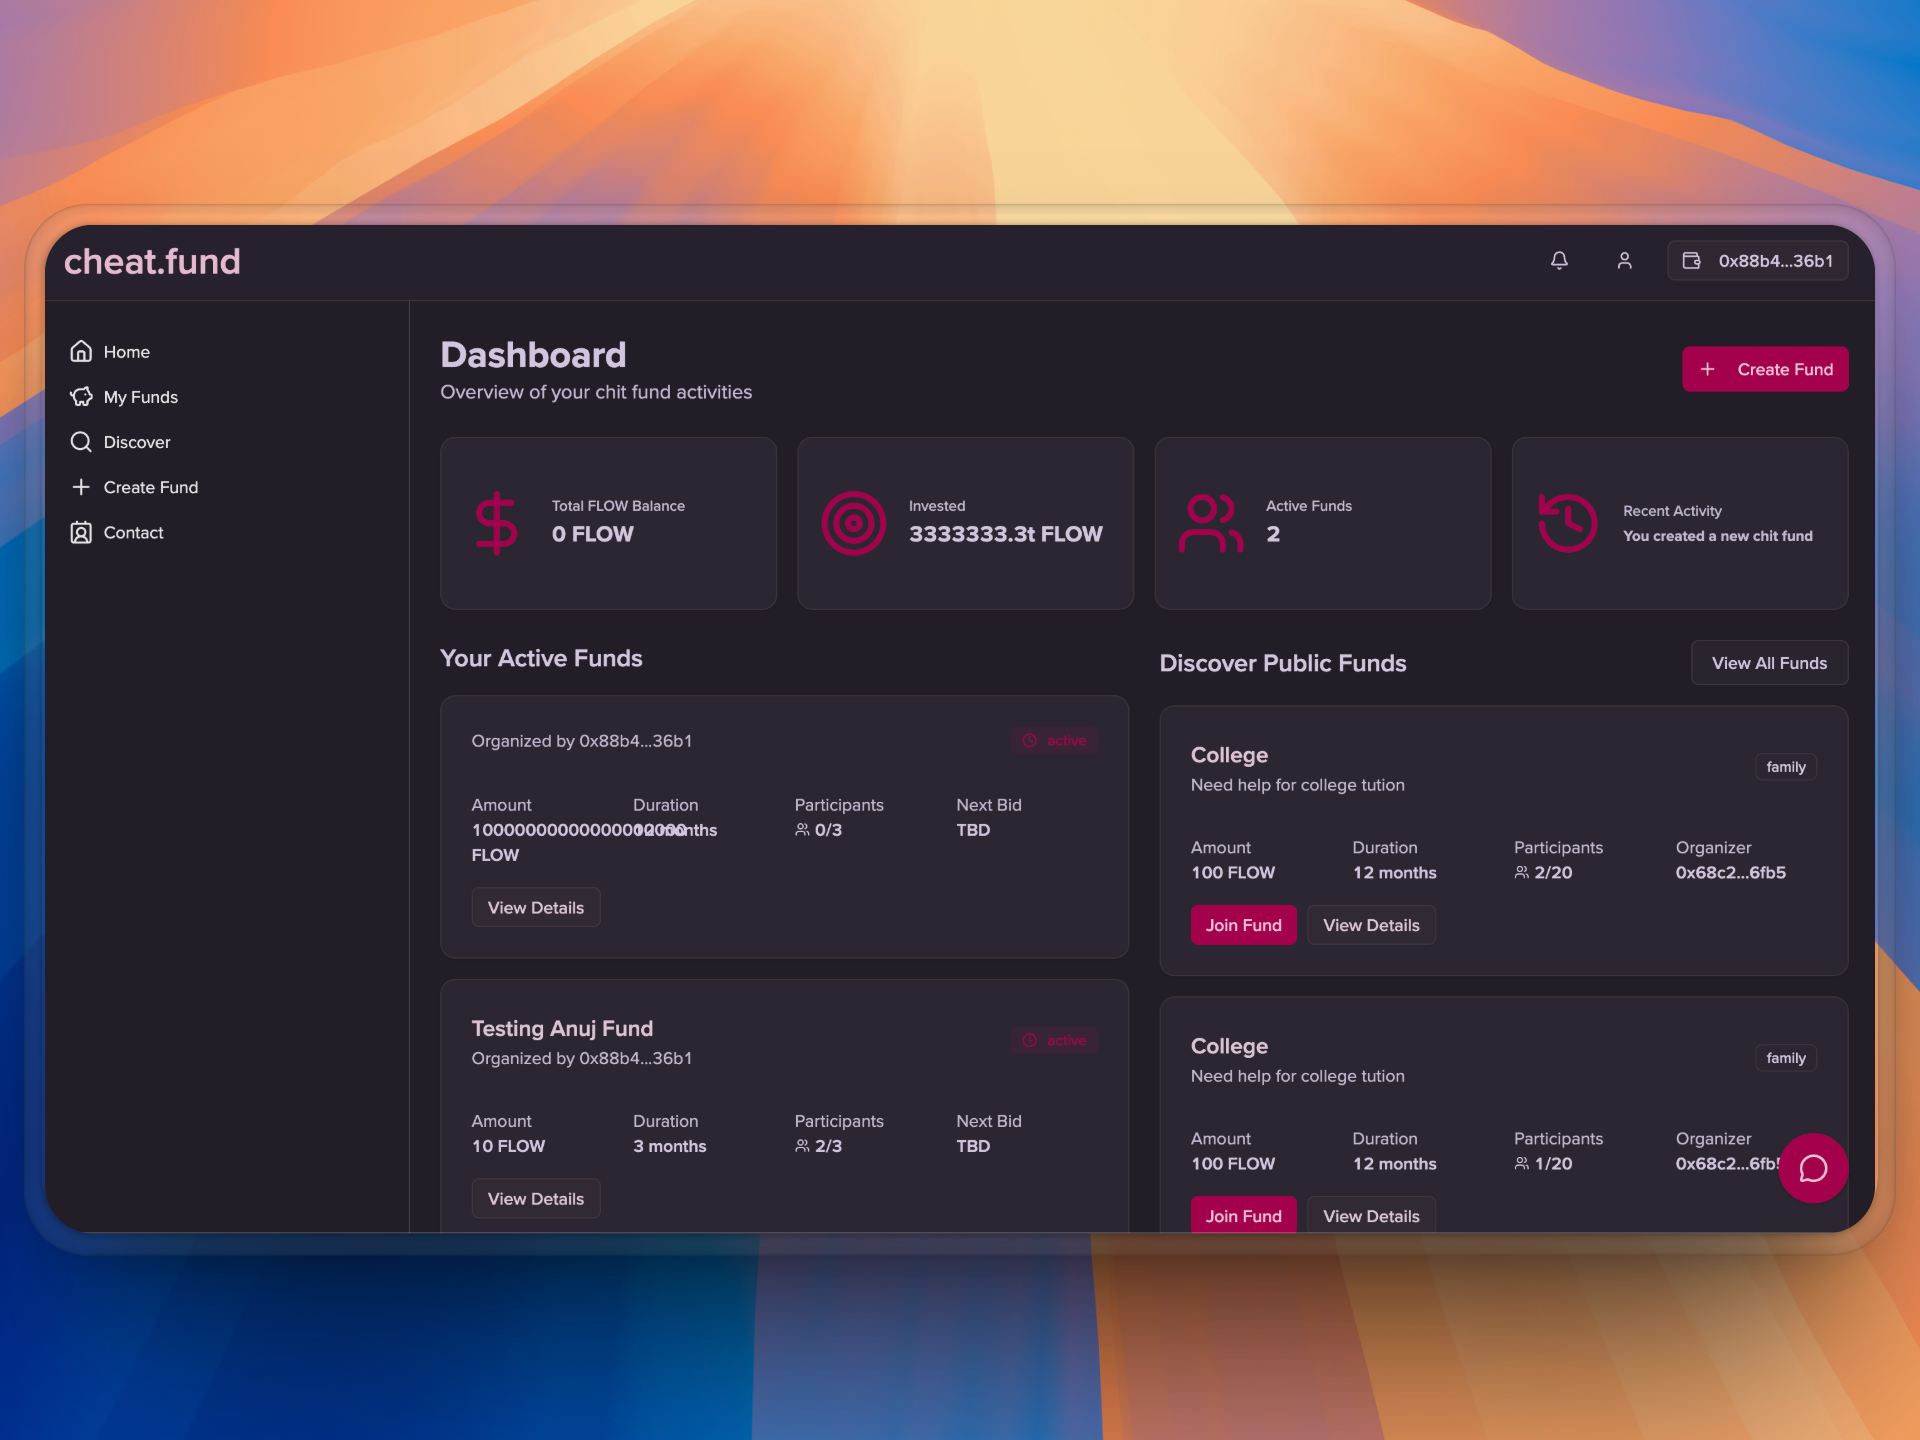 cheat.fund
0x88b4...36b1
Home
My Funds
Discover
Create Fund
Contact
Dashboard
Overview of your chit fund activities
Create Fund
Total FLOW Balance
0 FLOW
Invested
3333333.3t FLOW
Active Funds
2
Recent Activity
You created a new chit fund
Your Active Funds
Organized by 0x88b4...36b1
active
Amount
FLOW
Duration
Participants
0/3
Next Bid
TBD
View Details
Testing Anuj Fund
Organized by 0x88b4...36b1
active
Amount
10 FLOW
Duration
3 months
Participants
2/3
Next Bid
TBD
View Details
Discover Public Funds
View All Funds
College
Need help for college tution
family
Amount
100 FLOW
Duration
12 months
Participants
2/20
Organizer
0x68c2...6fb5
Join Fund
View Details
College
Need help for college tution
family
Amount
100 FLOW
Duration
12 months
Participants
1/20
Organizer
Join Fund
View Details